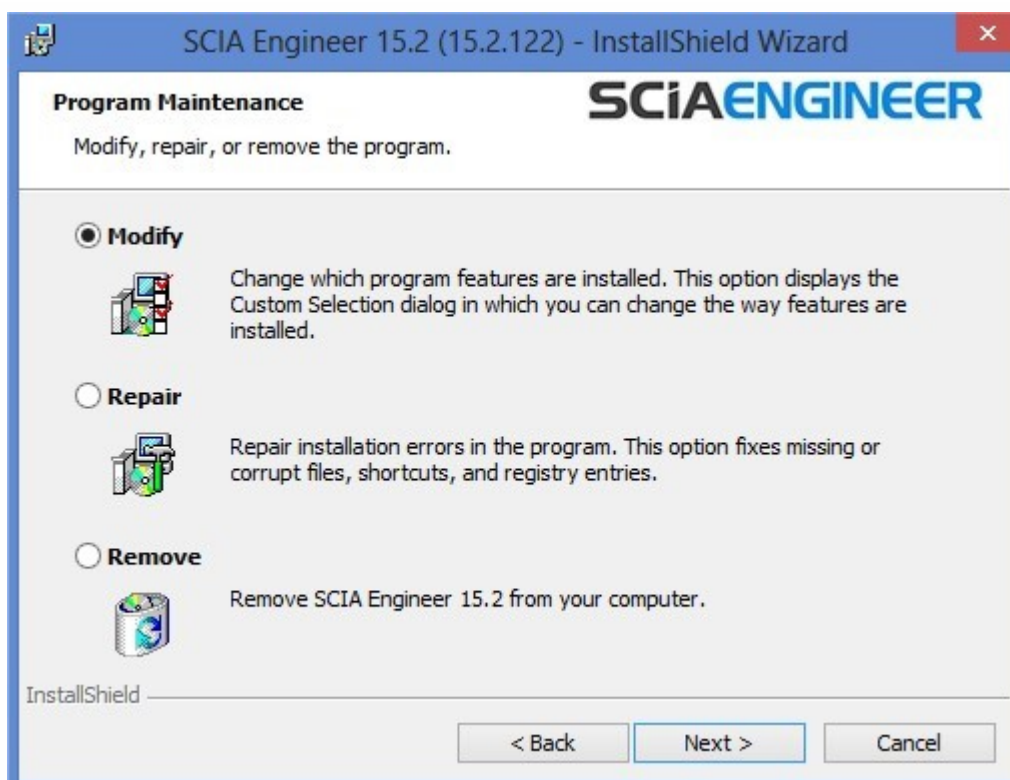 SCIA Engineer 15.2 (15.2.122) - InstallShield Wizard
Program Maintenance
SCiAENGINEER
Modify, repair, or remove the program.
Modify
Change which program features are installed. This option displays the
Custom Selection dialog in which you can change the way features are
installed.
Repair
Repair installation errors in the program. This option fixes missing or
corrupt files, shortcuts, and registry entries.
Remove
Remove SCIA Engineer 15.2 from your computer.
InstallShield
< Back
Next >
Cancel